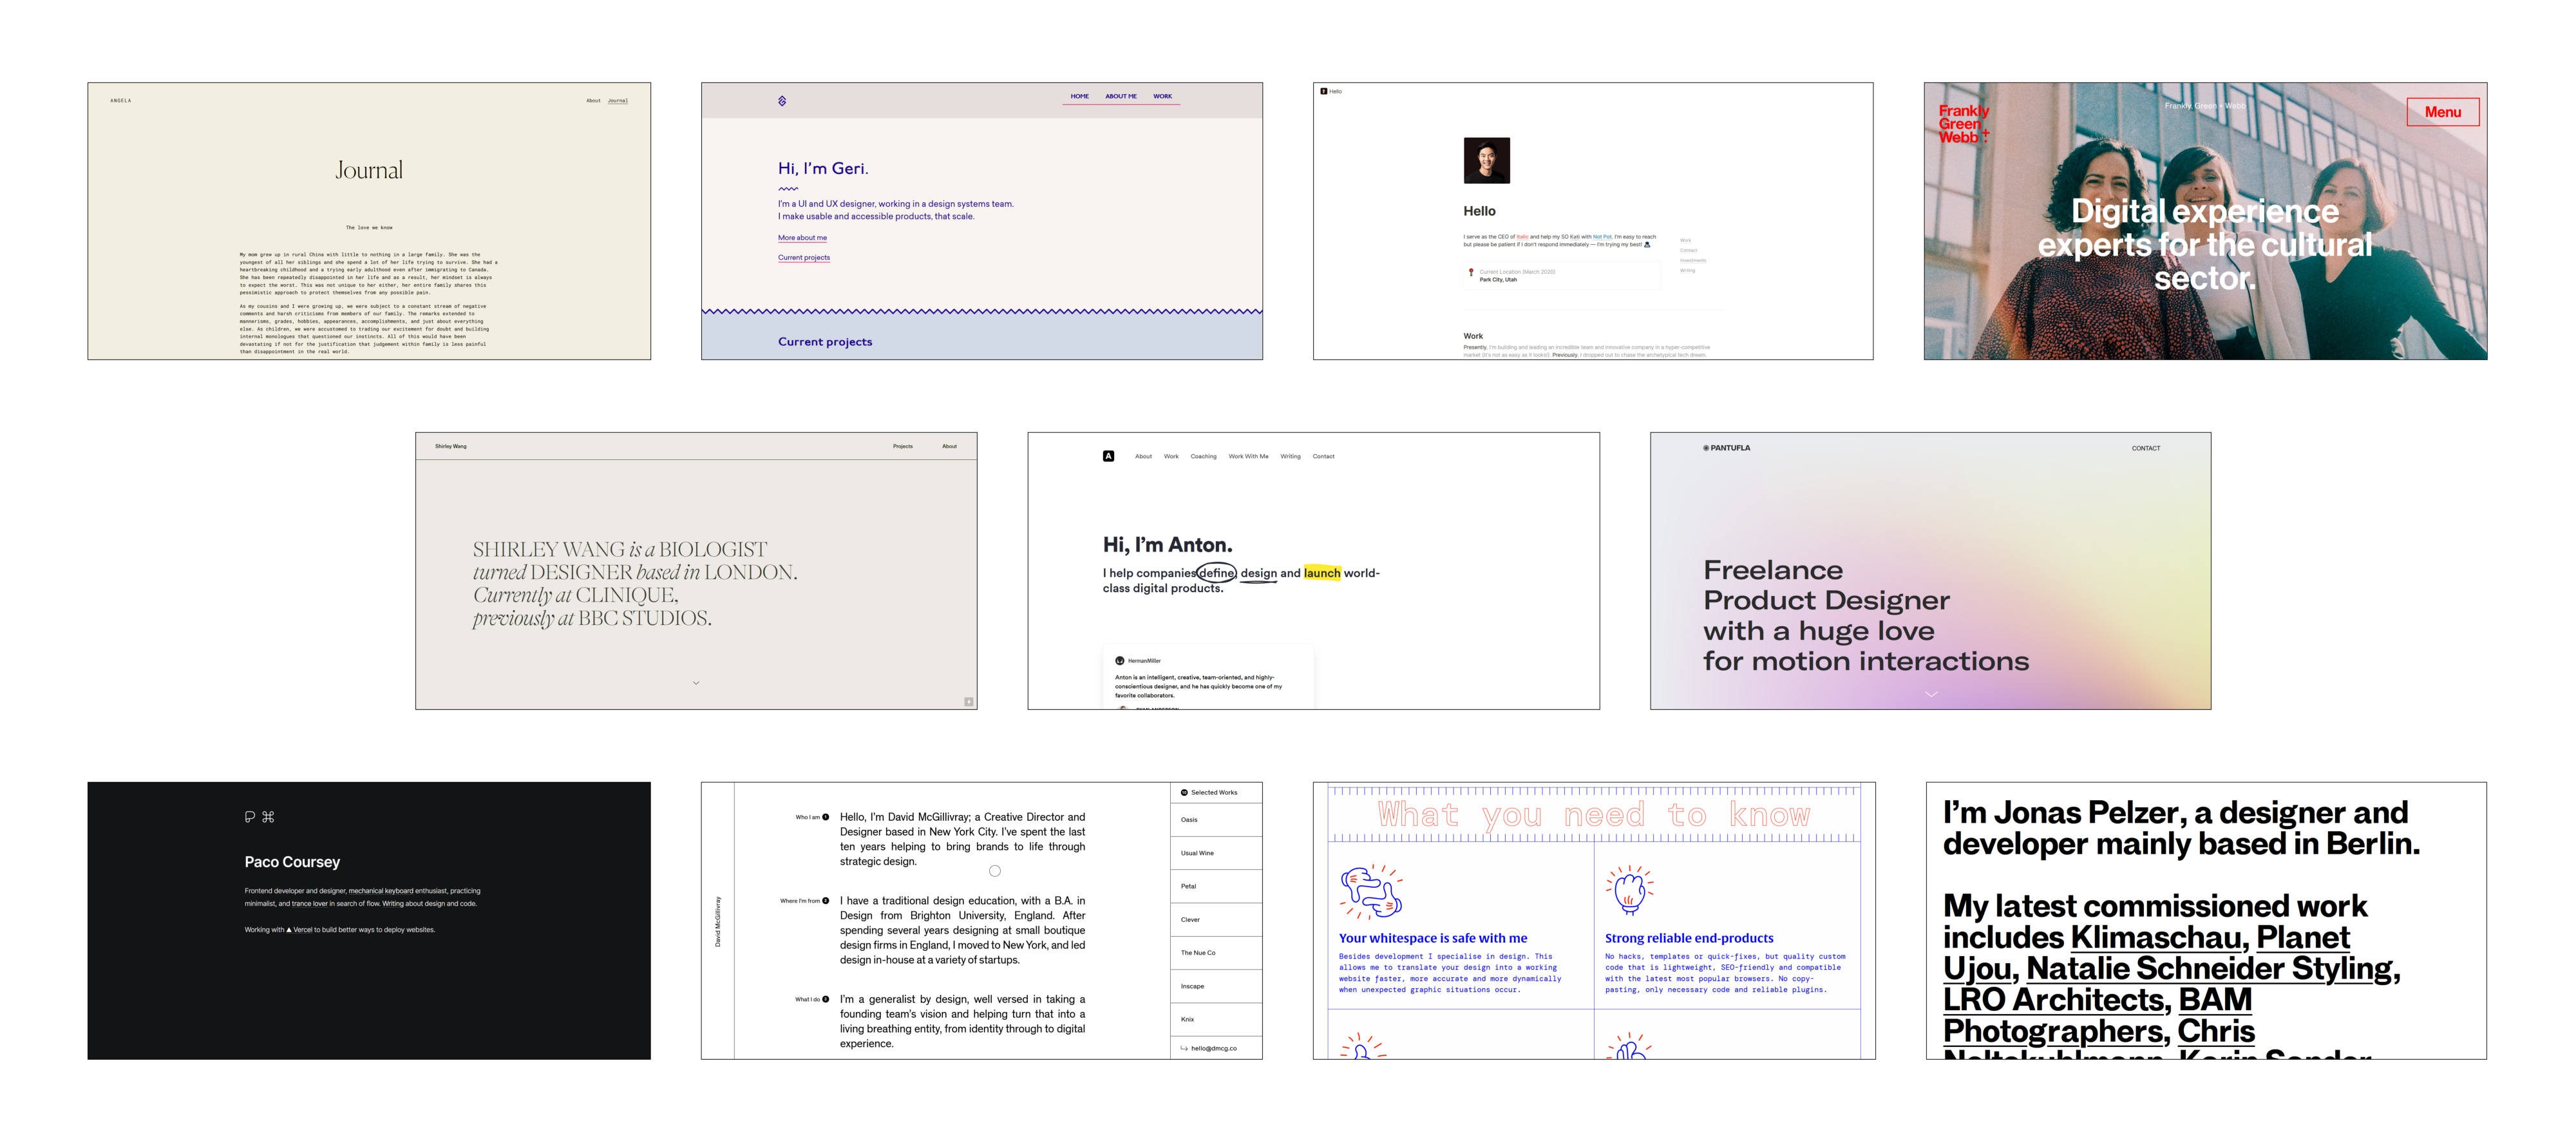 ANGELA
About
Journal
Journal
The love we know
My mom grew up in rural China with little to nothing in a large family. She was the
youngest of all her siblings and she spend a lot of her life trying to survive. She had a
heartbreaking childhood and a trying early adulthood even after immigrating to Canada.
She has been repeatedly disappointed in her life and as a result, her mindset is always
to expect the worst. This was not unique to her either, her entire family shares this
pessimistic approach to protect themselves from any possible pain.
As my cousins and I were growing up, we were subject to a constant stream of negative
comments and harsh criticisms from members of our family. The remarks extended to
mannerisms, grades, hobbies, appearances, accomplishments, and just about everything
else. As children, we were accustomed to trading our excitement for doubt and building
internal monologues that questioned our instincts. All of this would have been
devastating if not for the justification that judgement within family is less painful
than disappointment in the real world.
HOME
ABOUT ME
WORK
Hi, I'm Geri.
I'm a UI and UX designer, working in a design systems team.
I make usable and accessible products, that scale.
More about me
Current projects
Current projects
Hello
Hello
I serve as the CEO of Italic and help my SO Kait with Not Pot. I'm easy to reach
but please be patient if I don't respond immediately — I'm trying my best!
Current Location (March 2020)
Park City, Utah
Work
Contact
Investments
Writing
Work
Presently, I'm building and leading an incredible team and innovative company in a hyper-competitive
market (it's not as easy as it looks!). Previously, I dropped out to chase the archetypical tech dream.
Frankly
Green +
Webb
Frankly, Green + Webb
Menu
Digital experience
experts for the cultural
sector.
Shirley Wang
Projects
About
SHIRLEY WANG is a BIOLOGIST
turned DESIGNER based in LONDON.
Currently at CLINIQUE,
previously at BBC STUDIOS.
A
About
Work
Coaching
Work With Me
Writing
Contact
Hi, I'm Anton.
I help companies define, design and launch world-
class digital products.
HermanMiller
Anton is an intelligent, creative, team-oriented, and highly-
conscientious designer, and he has quickly become one of my
favorite collaborators.
PANTUFLA
CONTACT
Freelance
Product Designer
with a huge love
for motion interactions
Paco Coursey
Frontend developer and designer, mechanical keyboard enthusiast, practicing
minimalist, and trance lover in search of flow. Writing about design and code.
Working with ▲ Vercel to build better ways to deploy websites.
David McGillivray
Who I am
Hello, I'm David McGillivray; a Creative Director and
Designer based in New York City. I've spent the last
ten years helping to bring brands to life through
strategic design.
Where I'm from
I have a traditional design education, with a B.A. in
Design from Brighton University, England. After
spending several years designing at small boutique
design firms in England, I moved to New York, and led
design in-house at a variety of startups.
What I do
I'm a generalist by design, well versed in taking a
founding team's vision and helping turn that into a
living breathing entity, from identity through to digital
experience.
Selected Works
Oasis
Usual Wine
Petal
Clever
The Nue Co
Inscape
Knix
hello@dmcg.co
What you need to know
Your whitespace is safe with me
Besides development I specialise in design. This
allows me to translate your design into a working
website faster, more accurate and more dynamically
when unexpected graphic situations occur.
Strong reliable end-products
No hacks, templates or quick-fixes, but quality custom
code that is lightweight, SEO-friendly and compatible
with the latest most popular browsers. No copy-
pasting, only necessary code and reliable plugins.
I'm Jonas Pelzer, a designer and
developer mainly based in Berlin.
My latest commissioned work
includes Klimaschau, Planet
Ujou, Natalie Schneider Styling,
LRO Architects, BAM
Photographers, Chris